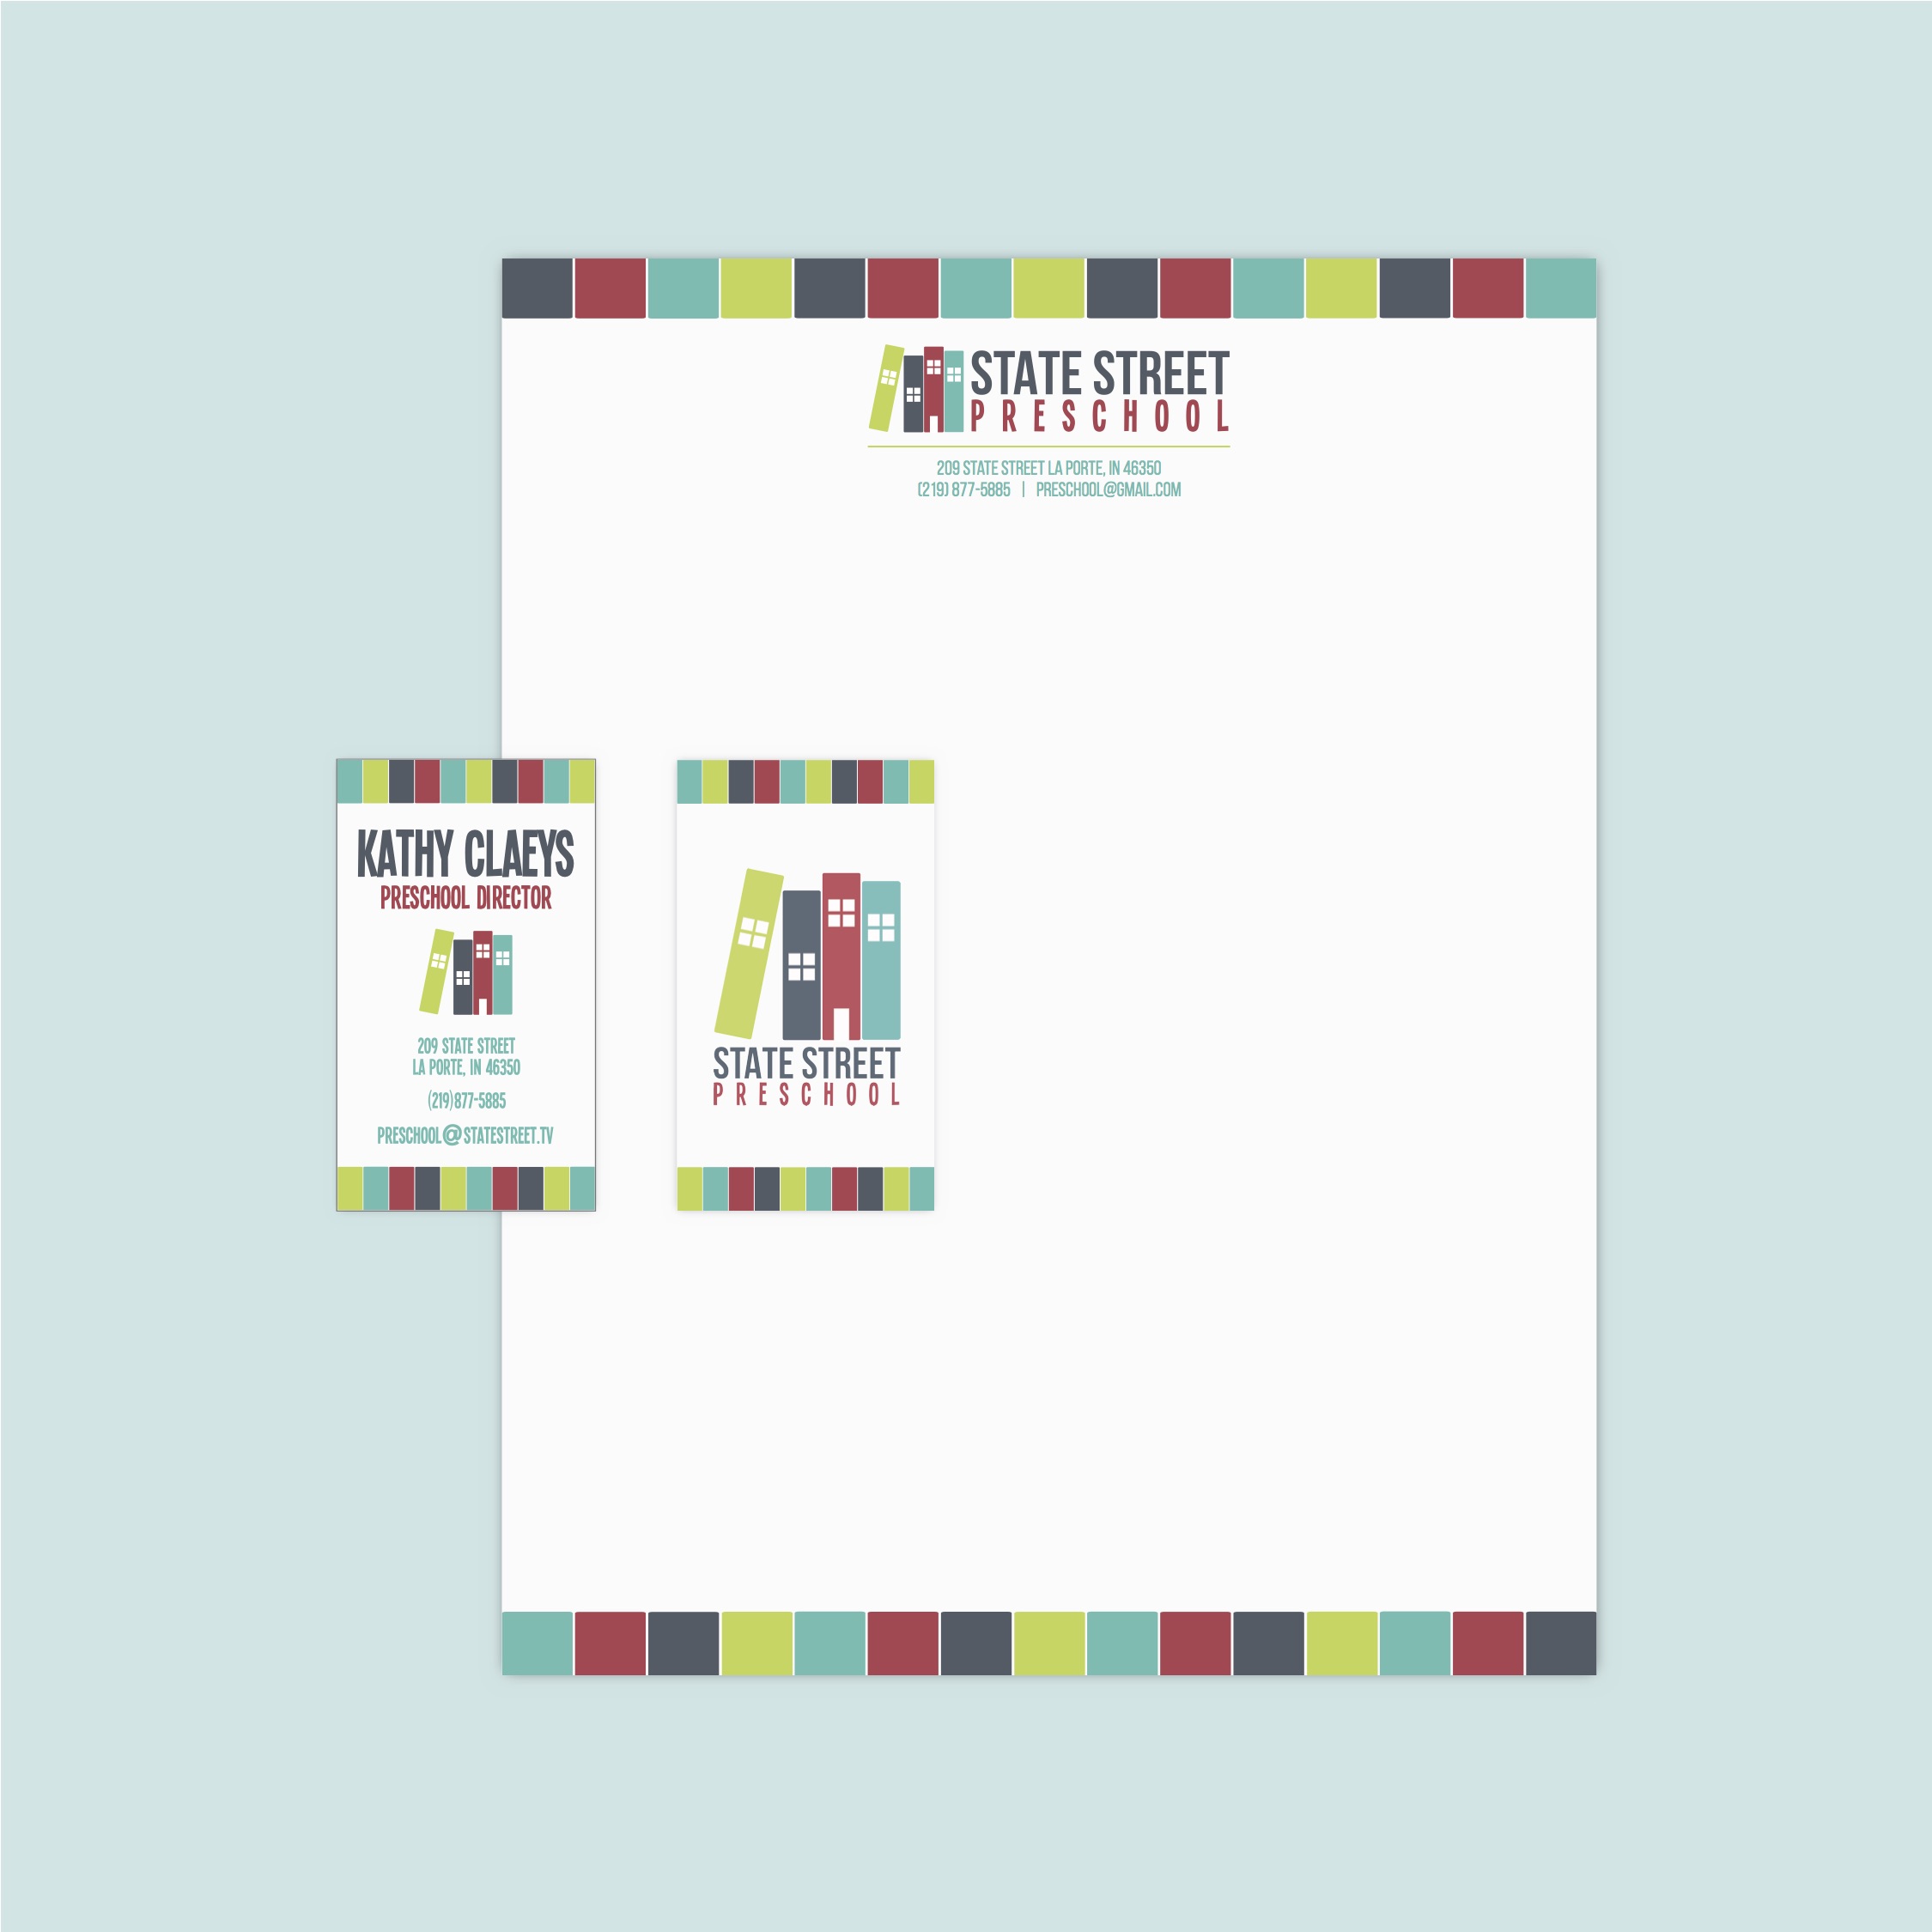 STATE STREET
PRESCHOOL
209 STATE STREET LA PORTE, IN 46350
(219) 877-5885 | PRESCHOOL@GMAIL.COM
KATHY CLAEYS
PRESCHOOL DIRECTOR
209 STATE STREET
LA PORTE, IN 46350
(219)877-5885
PRESCHOOL@STATESTREET.TV
STATE STREET
PRESCHOOL